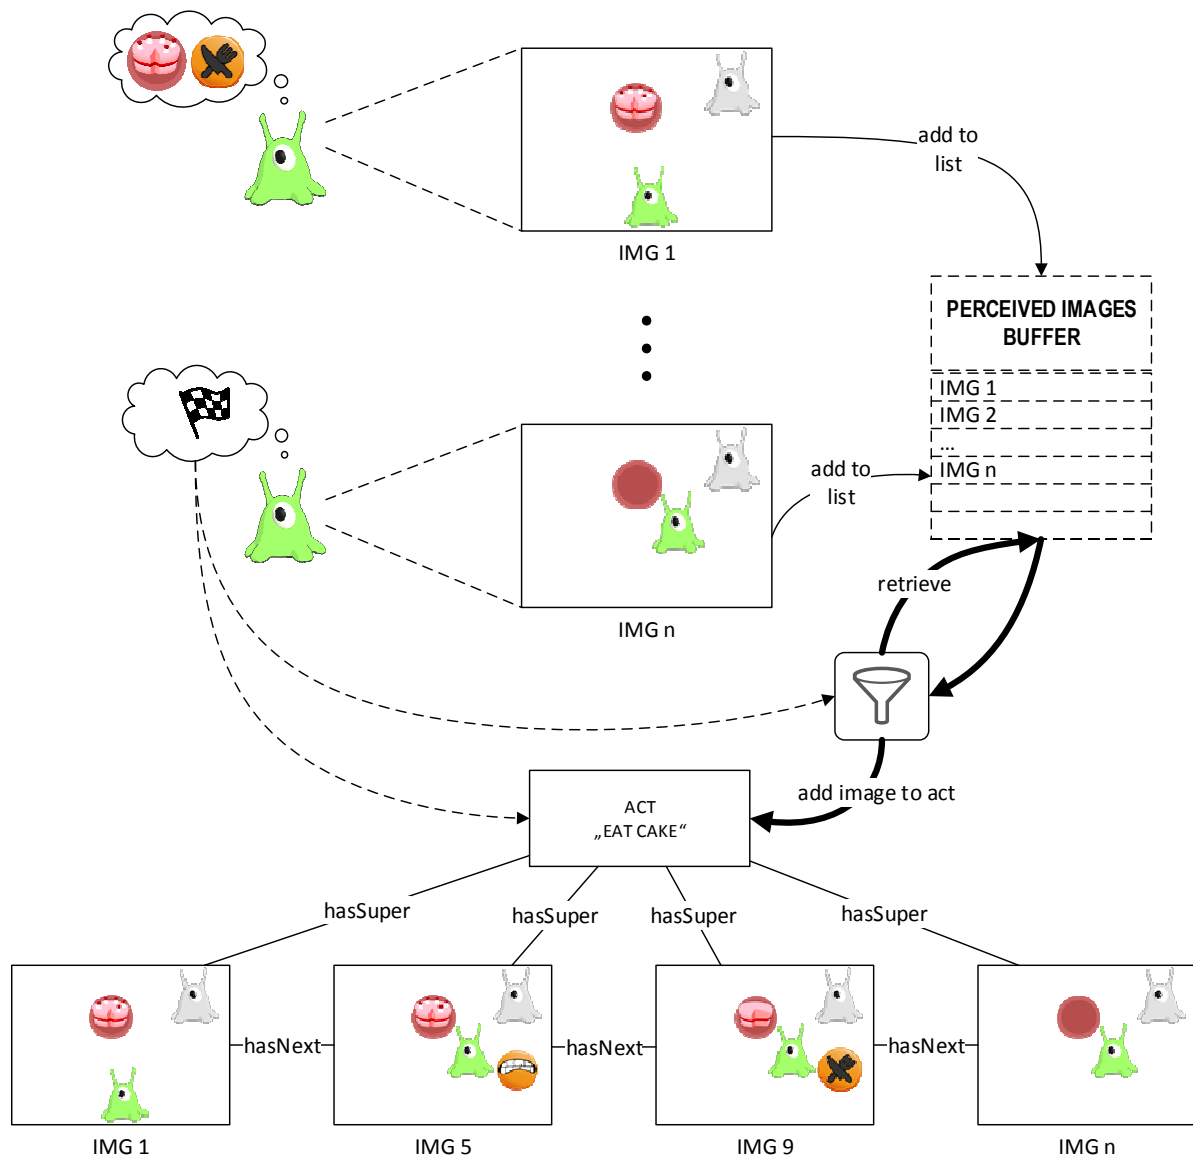 add to
list
IMG 1
PERCEIVED IMAGES
BUFFER
IMG 1
IMG 2
...
IMG n
add to
list
IMG n
retrieve
add image to act
ACT
„EAT CAKE“
hasSuper
hasSuper
hasSuper
hasSuper
hasNext
hasNext
hasNext
IMG 1
IMG 5
IMG 9
IMG n